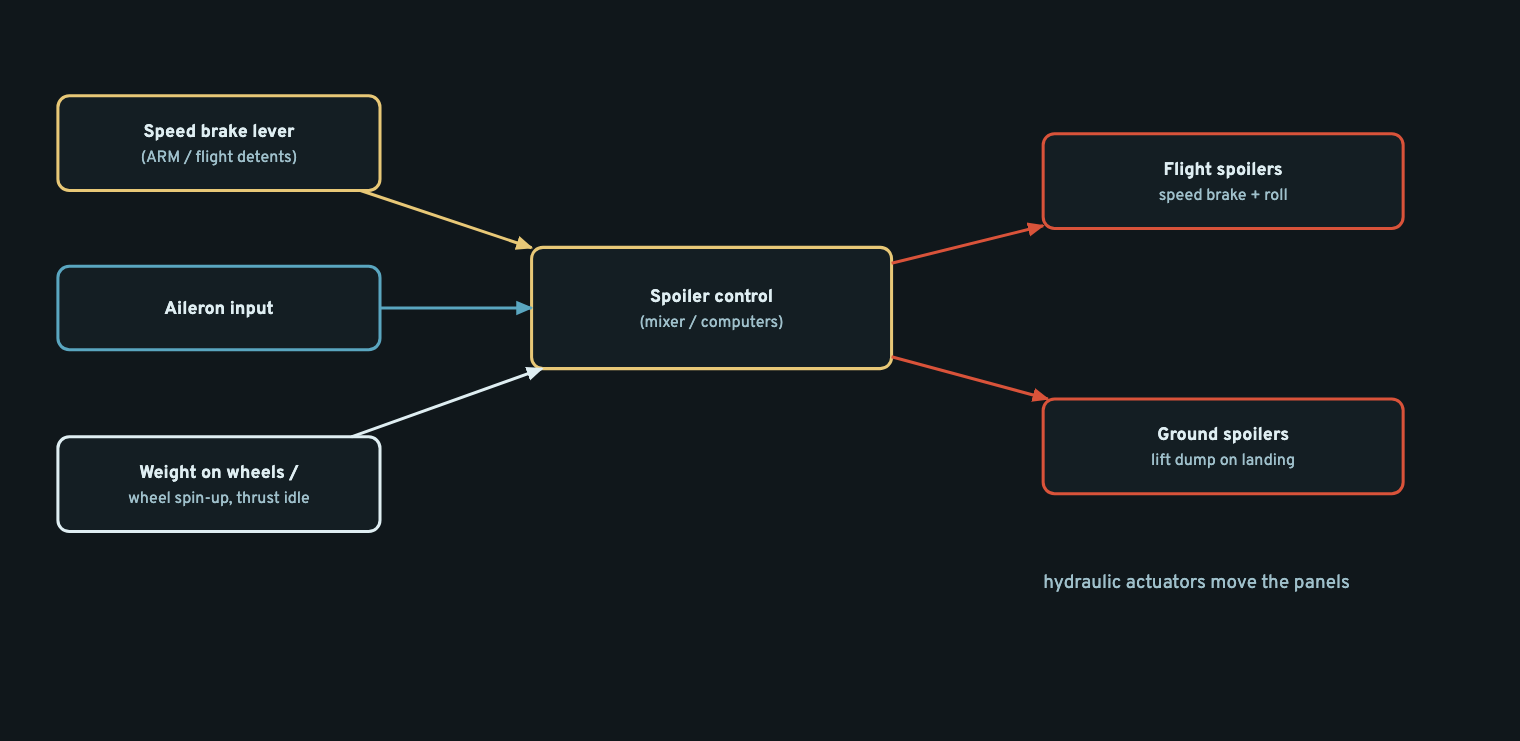 Speed brake lever
(ARM / flight detents)
Aileron input
Weight on wheels /
wheel spin-up, thrust idle
Spoiler control
(mixer / computers)
Flight spoilers
speed brake + roll
Ground spoilers
lift dump on landing
hydraulic actuators move the panels